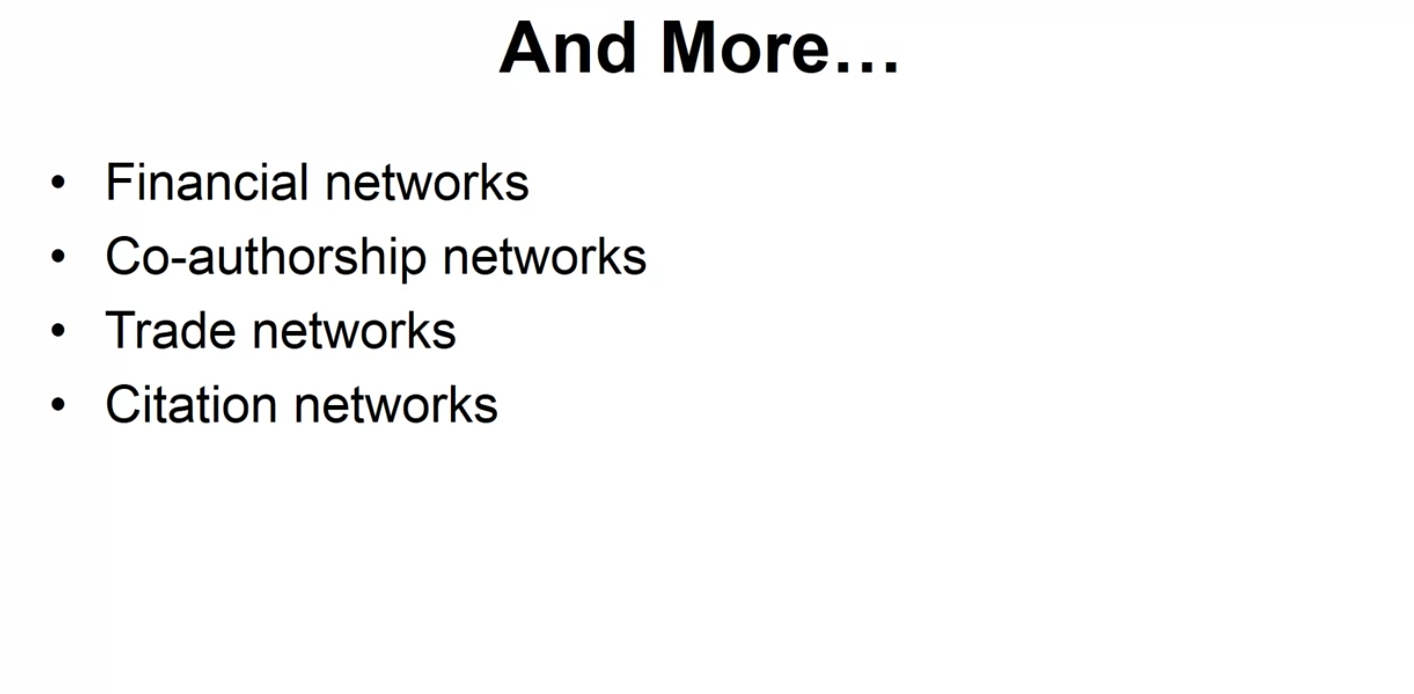 And More…
• Financial networks
• Co-authorship networks
• Trade networks
• Citation networks